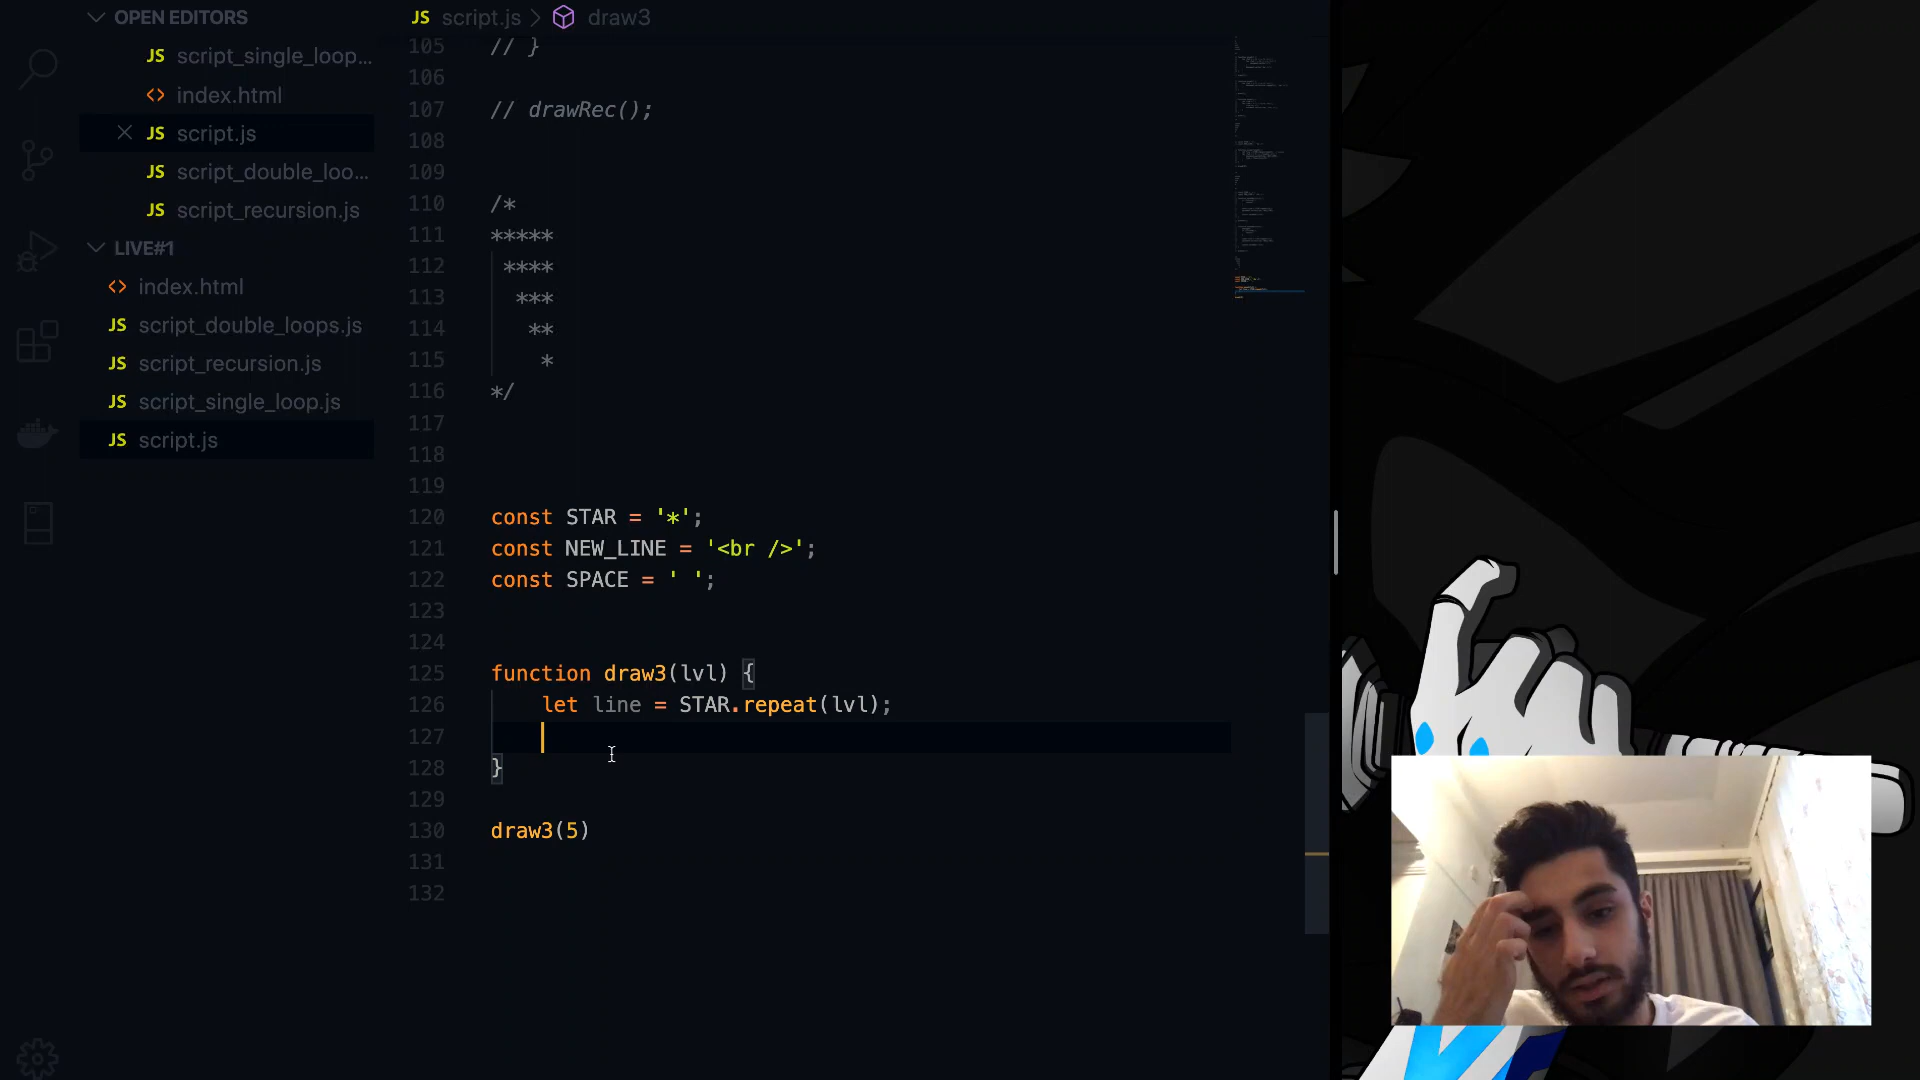 OPEN EDITORS
JS script_single_loop...
<> index.html
JS script.js
JS script_double_loo...
JS script_recursion.js
LIVE#1
<> index.html
JS script_double_loops.js
JS script_recursion.js
JS script_single_loop.js
JS script.js
JS script.js > draw3
105 // }
106
107 // drawRec();
108
109
110 /*
111 *****
112  ****
113   ***
114    **
115     *
116 */
117
118
119
120 const STAR = '*';
121 const NEW_LINE = '<br />';
122 const SPACE = ' ';
123
124
125 function draw3(lvl) {
126     let line = STAR.repeat(lvl);
127
128 }
129
130 draw3(5)
131
132